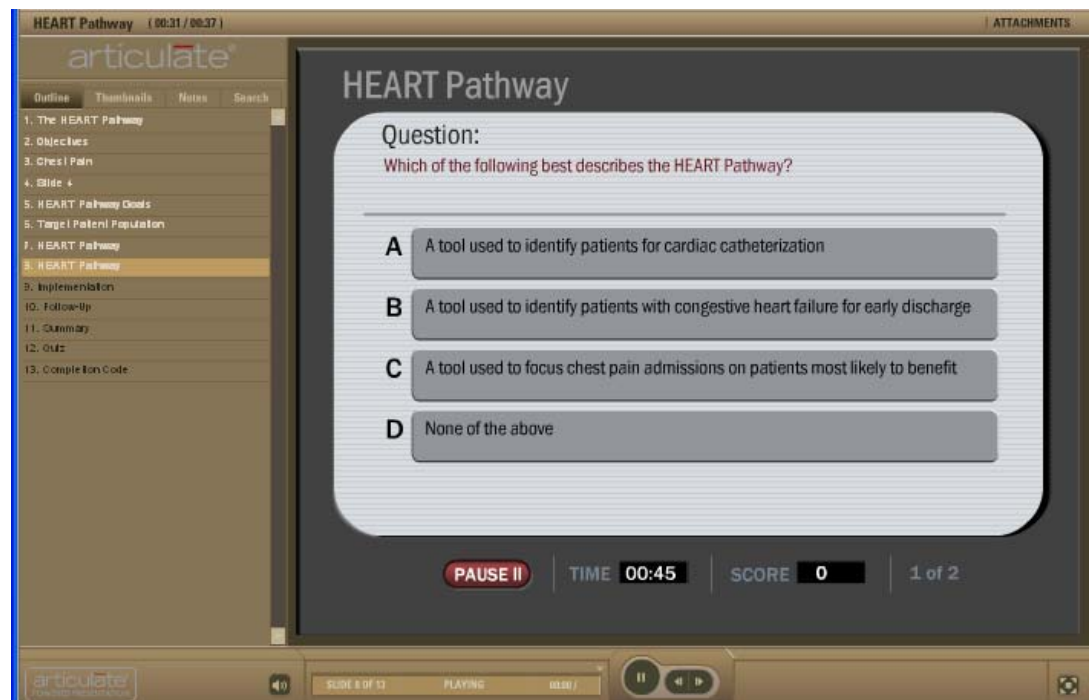 HEART Pathway (00:31 / 00:37)
ATTACHMENTS
articulate
Outline Thumbnails Notes Search
1. The HEART Pathway
2. Objectives
3. Chest Pain
4. Slide 4
5. HEART Pathway Goals
6. Target Patient Population
7. HEART Pathway
8. HEART Pathway
9. Implementation
10. Follow-Up
11. Summary
12. Quiz
13. Completion Code
HEART Pathway
Question:
Which of the following best describes the HEART Pathway?
A A tool used to identify patients for cardiac catheterization
B A tool used to identify patients with congestive heart failure for early discharge
C A tool used to focus chest pain admissions on patients most likely to benefit
D None of the above
PAUSE II TIME 00:45 SCORE 0 1 of 2
articulate
SLIDE 8 OF 13 PLAYING 00:00 /